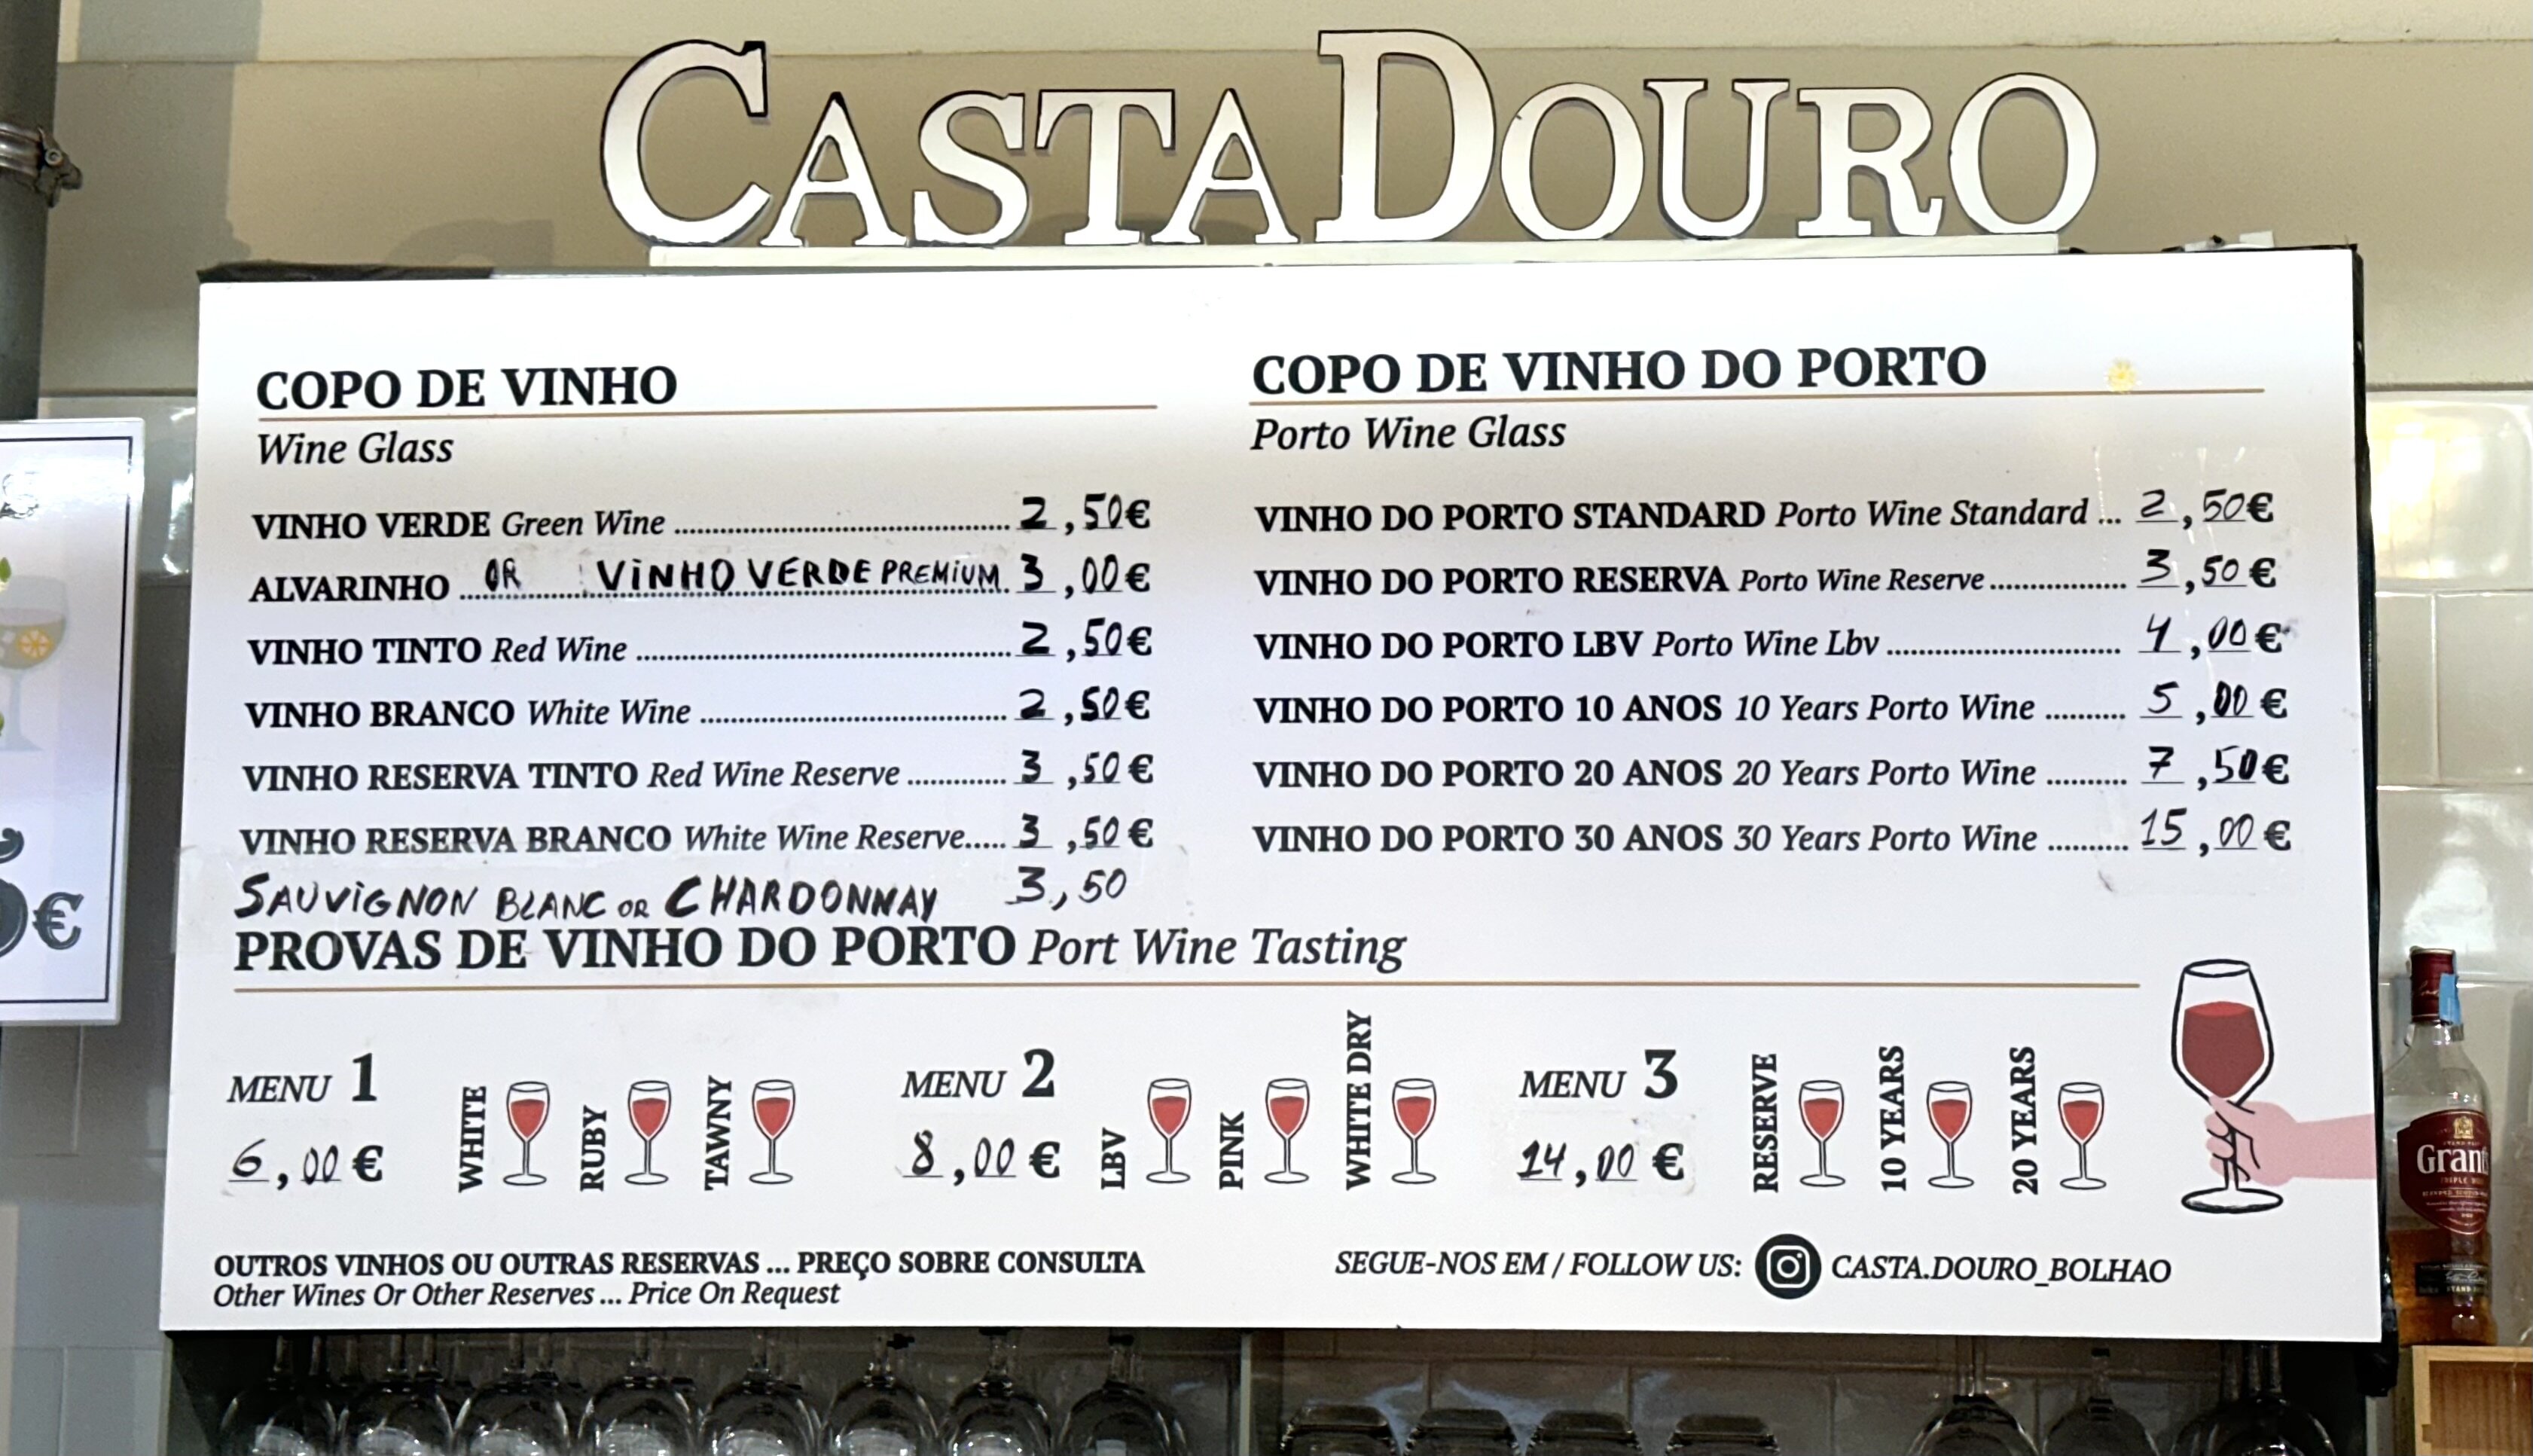 CASTADOURO
COPO DE VINHO
Wine Glass
VINHO VERDE Green Wine ........ 2,50€
ALVARINHO ... OR VINHO VERDE PREMIUM 3,00€
VINHO TINTO Red Wine ........ 2,50€
VINHO BRANCO White Wine ........ 2,50€
VINHO RESERVA TINTO Red Wine Reserve ........ 3,50€
VINHO RESERVA BRANCO White Wine Reserve..... 3,50€
SAUVIGNON BLANC OR CHARDONNAY 3,50
COPO DE VINHO DO PORTO
Porto Wine Glass
VINHO DO PORTO STANDARD Porto Wine Standard ... 2,50€
VINHO DO PORTO RESERVA Porto Wine Reserve ........ 3,50€
VINHO DO PORTO LBV Porto Wine Lbv ........ 4,00€
VINHO DO PORTO 10 ANOS 10 Years Porto Wine .......... 5,00€
VINHO DO PORTO 20 ANOS 20 Years Porto Wine .......... 7,50€
VINHO DO PORTO 30 ANOS 30 Years Porto Wine .......... 15,00€
PROVAS DE VINHO DO PORTO Port Wine Tasting
MENU 1
6,00€
WHITE
RUBY
TAWNY
MENU 2
8,00€
LBV
PINK
WHITE DRY
MENU 3
14,00€
RESERVE
10 YEARS
20 YEARS
OUTROS VINHOS OU OUTRAS RESERVAS ... PREÇO SOBRE CONSULTA
Other Wines Or Other Reserves ... Price On Request
SEGUE-NOS EM / FOLLOW US: CASTA.DOURO_BOLHAO
€
Grant's